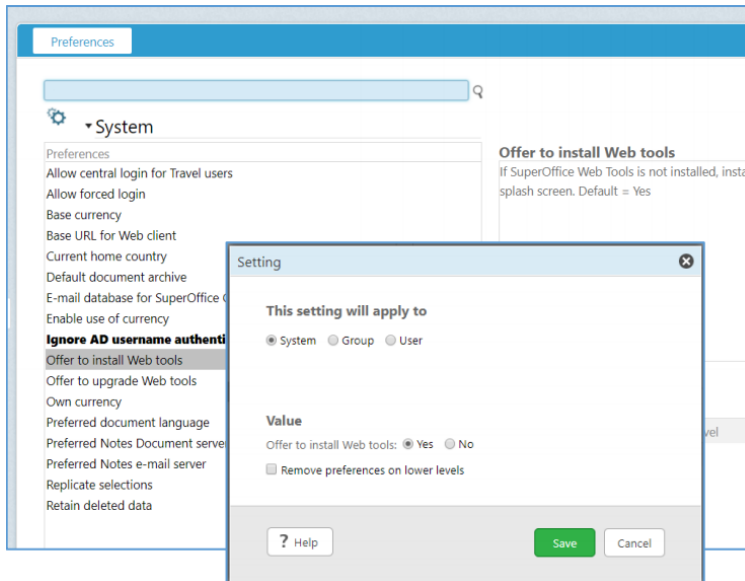 Preferences
System
Preferences
Allow central login for Travel users
Allow forced login
Base currency
Base URL for Web client
Current home country
Default document archive
E-mail database for SuperOffice
Enable use of currency
Ignore AD username
Offer to install Web tools
Offer to upgrade Web tools
Own currency
Preferred document language
Preferred Notes Document
Preferred Notes e-mail server
Replicate selections
Retain deleted data
Offer to install Web tools
If SuperOffice Web Tools is not installed,
splash screen. Default = Yes
Setting
This setting will apply to
System Group User
Value
Offer to install Web tools: Yes No
Remove preferences on lower levels
? Help
Save
Cancel